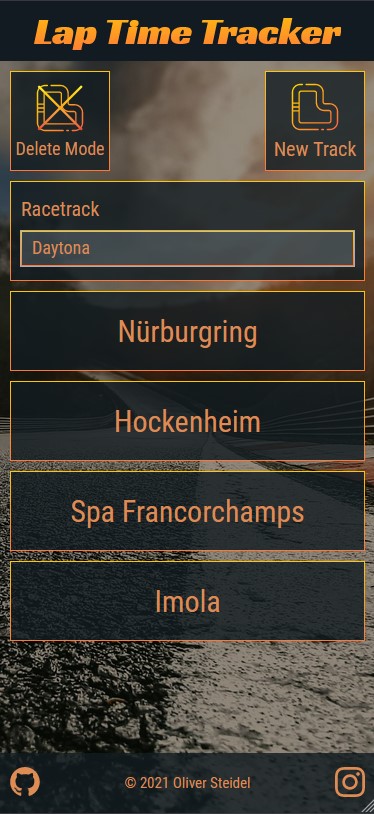 Lap Time Tracker
Delete Mode
New Track
Racetrack
Daytona
Nürburgring
Hockenheim
Spa Francorchamps
Imola
© 2021 Oliver Steidel